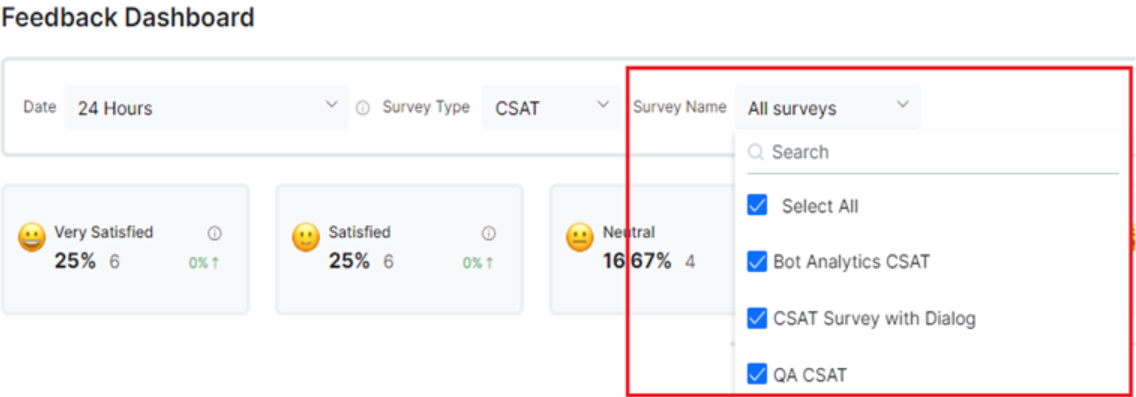 Feedback Dashboard
Date 24 Hours Survey Type CSAT Survey Name All surveys
Search
Select All
Bot Analytics CSAT
CSAT Survey with Dialog
QA CSAT
Very Satisfied
25% 6 0% ↑
Satisfied
25% 6 0% ↑
Neutral
16.67% 4